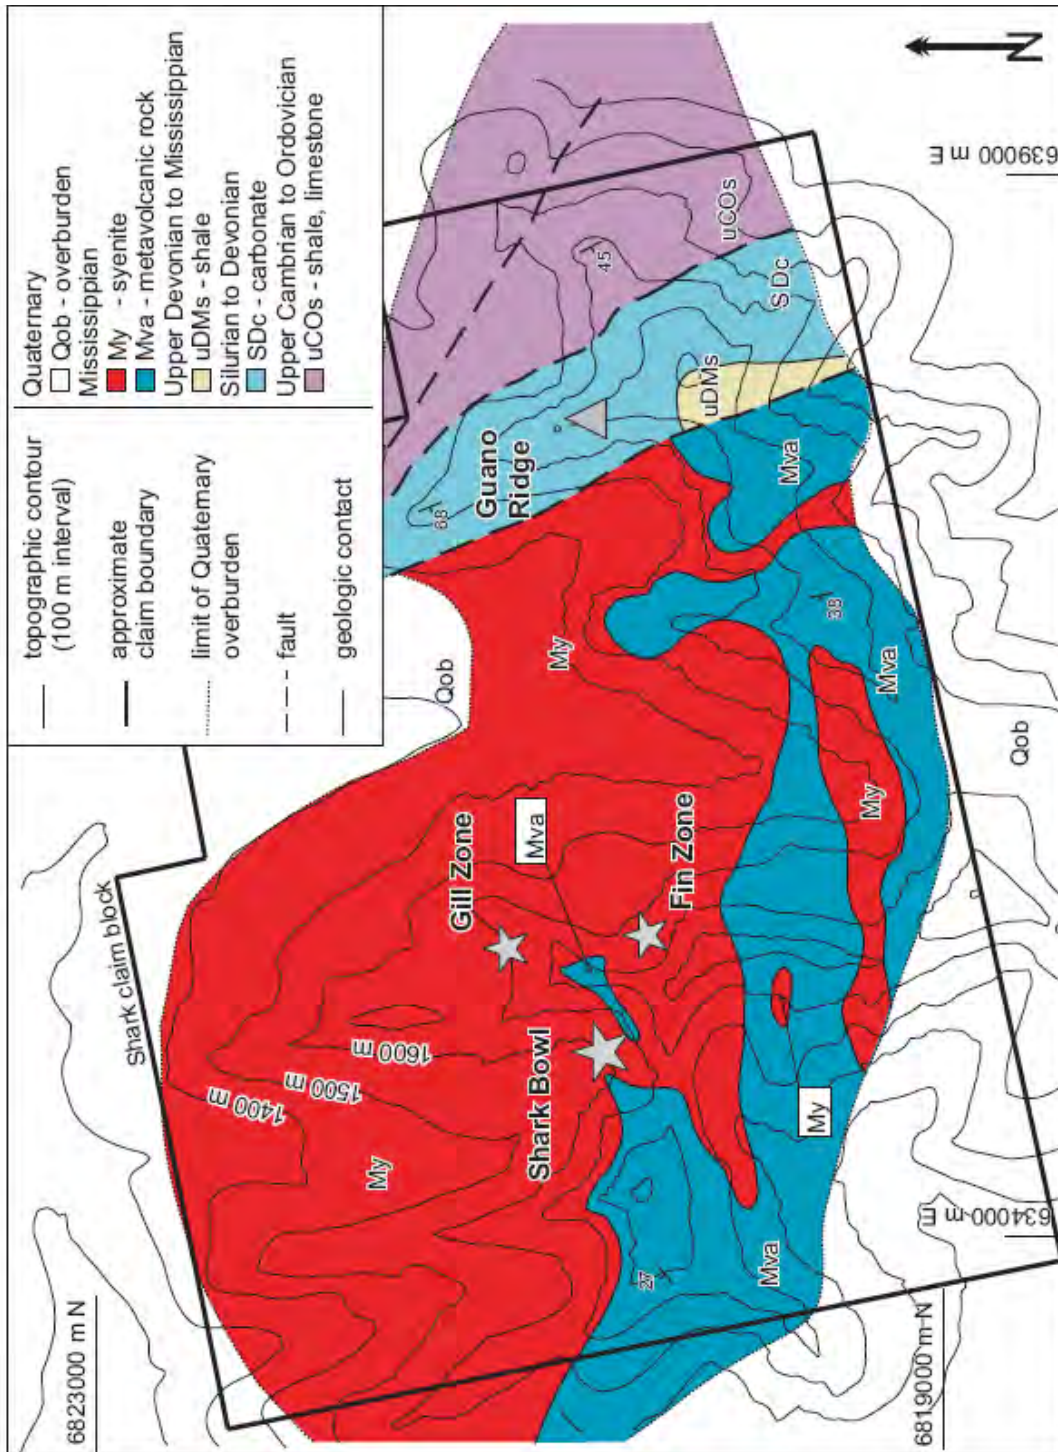 topographic contour
(100 m interval)
approximate
claim boundary
limit of Quaternary
overburden
fault
geologic contact
Quaternary
Qob - overburden
Mississippian
My - syenite
Mva - metavolcanic rock
Upper Devonian to Mississippian
uDMs - shale
Silurian to Devonian
SDc - carbonate
Upper Cambrian to Ordovician
uCOs - shale, limestone
6823000 m N
Shark claim block
1400 m
1500 m
1600 m
My
Qob
Gill Zone
Mva
Shark Bowl
Fin Zone
My
Guano
Ridge
68
45
uCOs
SDc
uDMs
Mva
27
Mva
My
My
38
Mva
Qob
6819000 m N
634000 m E
639000 m E
N